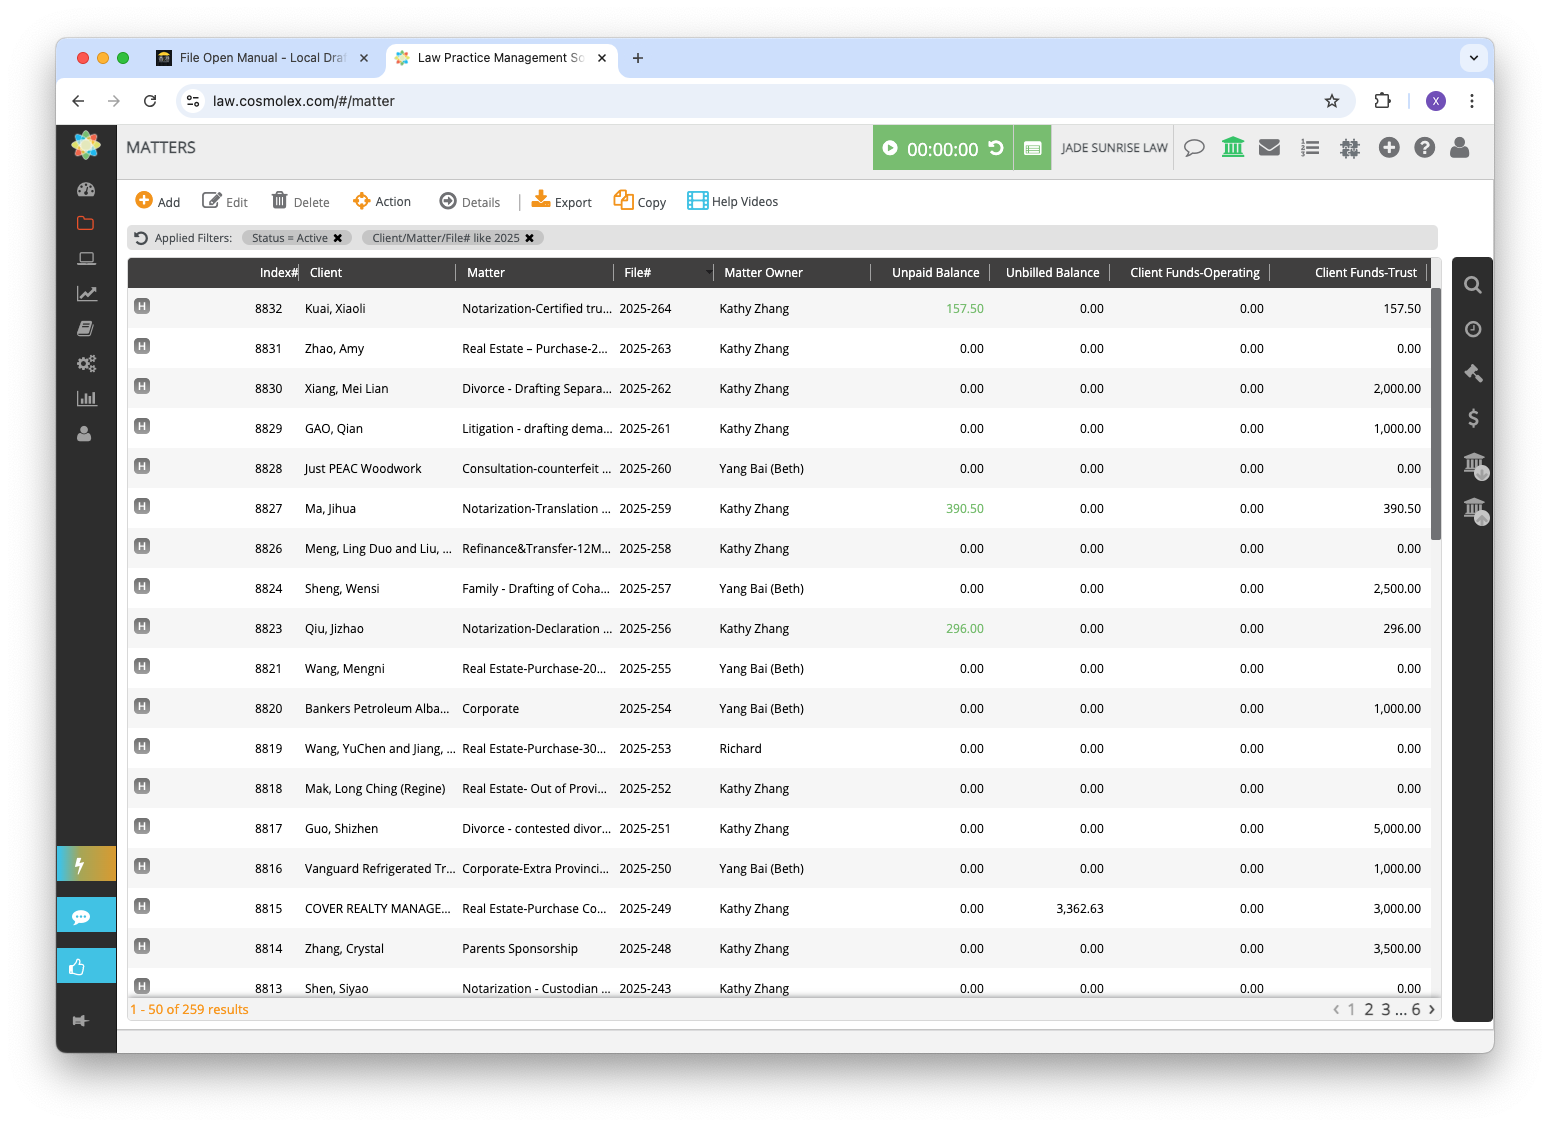 File Open Manual - Local Dra
Law Practice Management So
law.cosmolex.com/#/matter
X
MATTERS
00:00:00
JADE SUNRISE LAW
Add
Edit
Delete
Action
Details
Export
Copy
Help Videos
Applied Filters:
Status = Active
Client/Matter/File# like 2025
Index# Client Matter File# Matter Owner Unpaid Balance Unbilled Balance Client Funds-Operating Client Funds-Trust
H 8832 Kuai, Xiaoli Notarization-Certified tru... 2025-264 Kathy Zhang 157.50 0.00 0.00 157.50
H 8831 Zhao, Amy Real Estate – Purchase-2... 2025-263 Kathy Zhang 0.00 0.00 0.00 0.00
H 8830 Xiang, Mei Lian Divorce - Drafting Separa... 2025-262 Kathy Zhang 0.00 0.00 0.00 2,000.00
H 8829 GAO, Qian Litigation - drafting dema... 2025-261 Kathy Zhang 0.00 0.00 0.00 1,000.00
H 8828 Just PEAC Woodwork Consultation-counterfeit ... 2025-260 Yang Bai (Beth) 0.00 0.00 0.00 0.00
H 8827 Ma, Jihua Notarization-Translation ... 2025-259 Kathy Zhang 390.50 0.00 0.00 390.50
H 8826 Meng, Ling Duo and Liu, ... Refinance&Transfer-12M... 2025-258 Kathy Zhang 0.00 0.00 0.00 0.00
H 8824 Sheng, Wensi Family - Drafting of Coha... 2025-257 Yang Bai (Beth) 0.00 0.00 0.00 2,500.00
H 8823 Qiu, Jizhao Notarization-Declaration ... 2025-256 Kathy Zhang 296.00 0.00 0.00 296.00
H 8821 Wang, Mengni Real Estate-Purchase-20... 2025-255 Yang Bai (Beth) 0.00 0.00 0.00 0.00
H 8820 Bankers Petroleum Alba... Corporate 2025-254 Yang Bai (Beth) 0.00 0.00 0.00 1,000.00
H 8819 Wang, YuChen and Jiang, ... Real Estate-Purchase-30... 2025-253 Richard 0.00 0.00 0.00 0.00
H 8818 Mak, Long Ching (Regine) Real Estate- Out of Provi... 2025-252 Kathy Zhang 0.00 0.00 0.00 0.00
H 8817 Guo, Shizhen Divorce - contested divor... 2025-251 Kathy Zhang 0.00 0.00 0.00 5,000.00
H 8816 Vanguard Refrigerated Tr... Corporate-Extra Provinci... 2025-250 Yang Bai (Beth) 0.00 0.00 0.00 1,000.00
H 8815 COVER REALTY MANAGE... Real Estate-Purchase Co... 2025-249 Kathy Zhang 0.00 3,362.63 0.00 3,000.00
H 8814 Zhang, Crystal Parents Sponsorship 2025-248 Kathy Zhang 0.00 0.00 0.00 3,500.00
H 8813 Shen, Siyao Notarization - Custodian ... 2025-243 Kathy Zhang 0.00 0.00 0.00 0.00
1 - 50 of 259 results
‹ 1 2 3 ... 6 ›